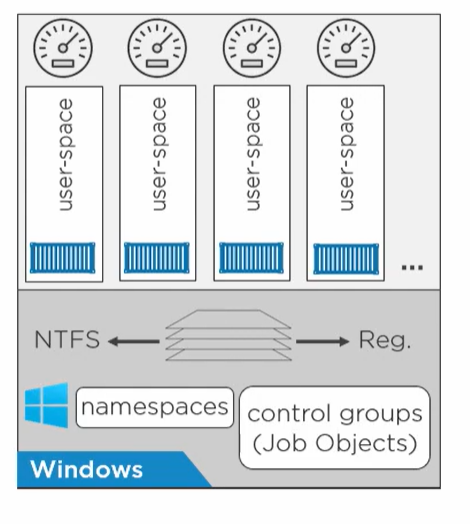 user-space
user-space
user-space
user-space
...
NTFS
Reg.
namespaces
control groups
(Job Objects)
Windows